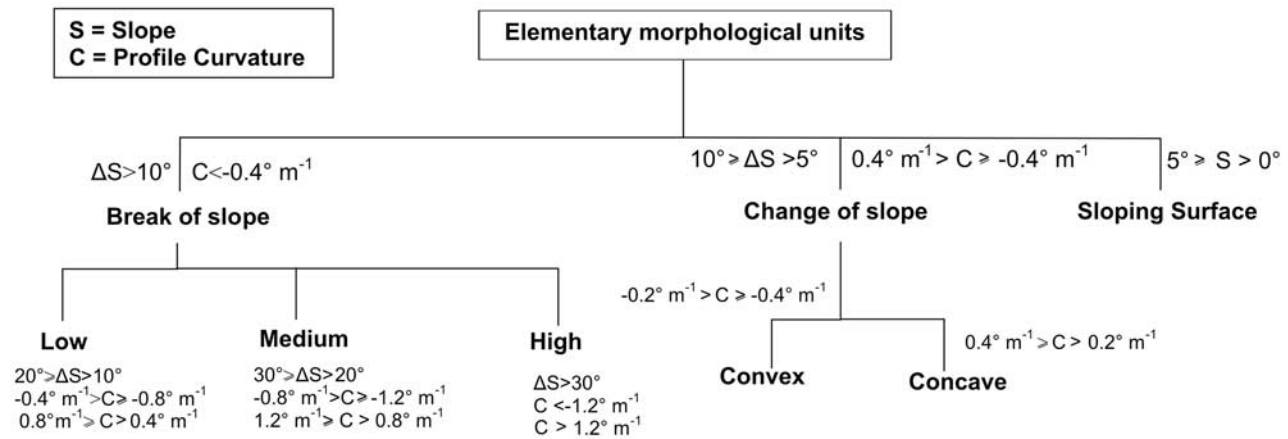 S = Slope
C = Profile Curvature
Elementary morphological units
ΔS>10° C<-0.4° m⁻¹
10° ⩾ ΔS >5° 0.4° m⁻¹> C ⩾ -0.4° m⁻¹
5° ⩾ S > 0°
Break of slope
Change of slope
Sloping Surface
-0.2° m⁻¹>C ⩾-0.4° m⁻¹
0.4° m⁻¹⩾C> 0.2° m⁻¹
Low
20°⩾ΔS>10°
-0.4° m⁻¹>C⩾-0.8° m⁻¹
0.8°m⁻¹⩾ C>0.4° m⁻¹
Medium
30°⩾ΔS>20°
-0.8° m⁻¹>C⩾-1.2° m⁻¹
1.2° m⁻¹⩾ C > 0.8° m⁻¹
High
ΔS>30°
C <-1.2° m⁻¹
C > 1.2° m⁻¹
Convex
Concave